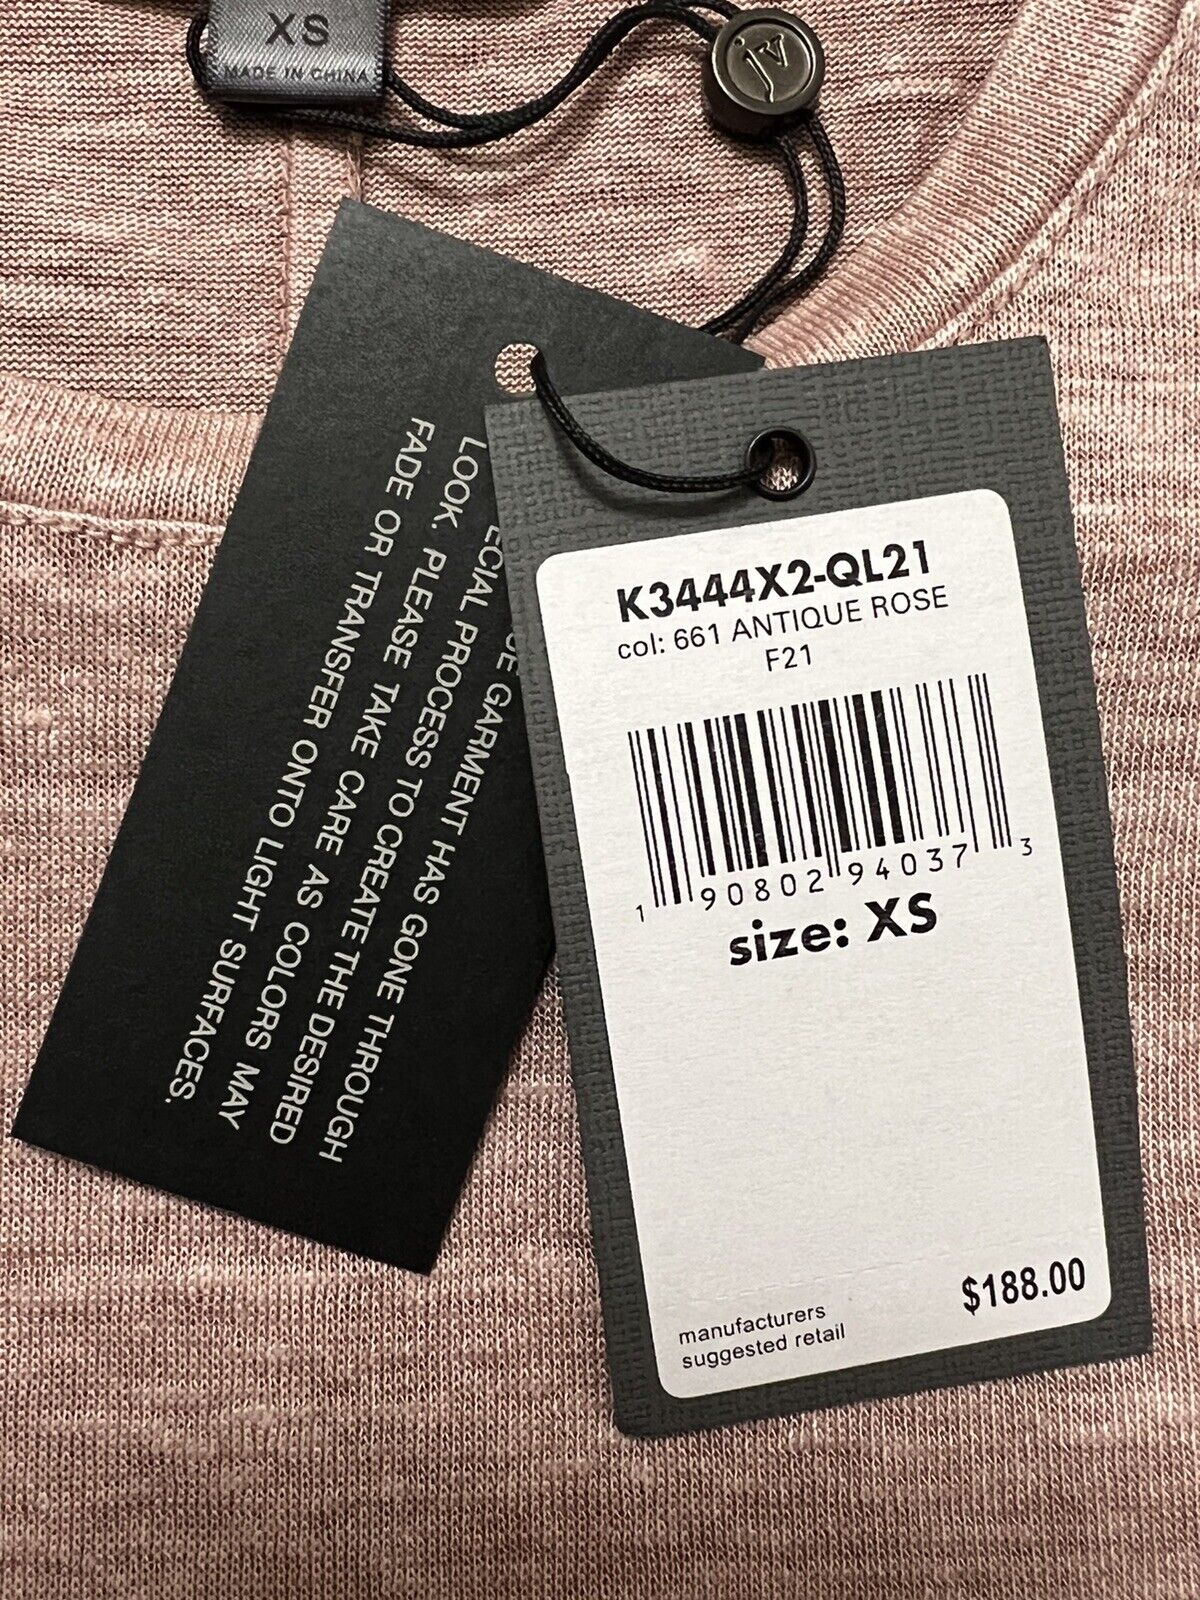 XS
MADE IN CHINA
jv
GARMENT HAS GONE THROUGH
PROCESS TO CREATE THE DESIRED
LOOK. PLEASE TAKE CARE AS COLORS MAY
FADE OR TRANSFER ONTO LIGHT SURFACES.
K3444X2-QL21
col: 661 ANTIQUE ROSE
F21
1 90802 94037 3
size: XS
manufacturers
suggested retail
$188.00